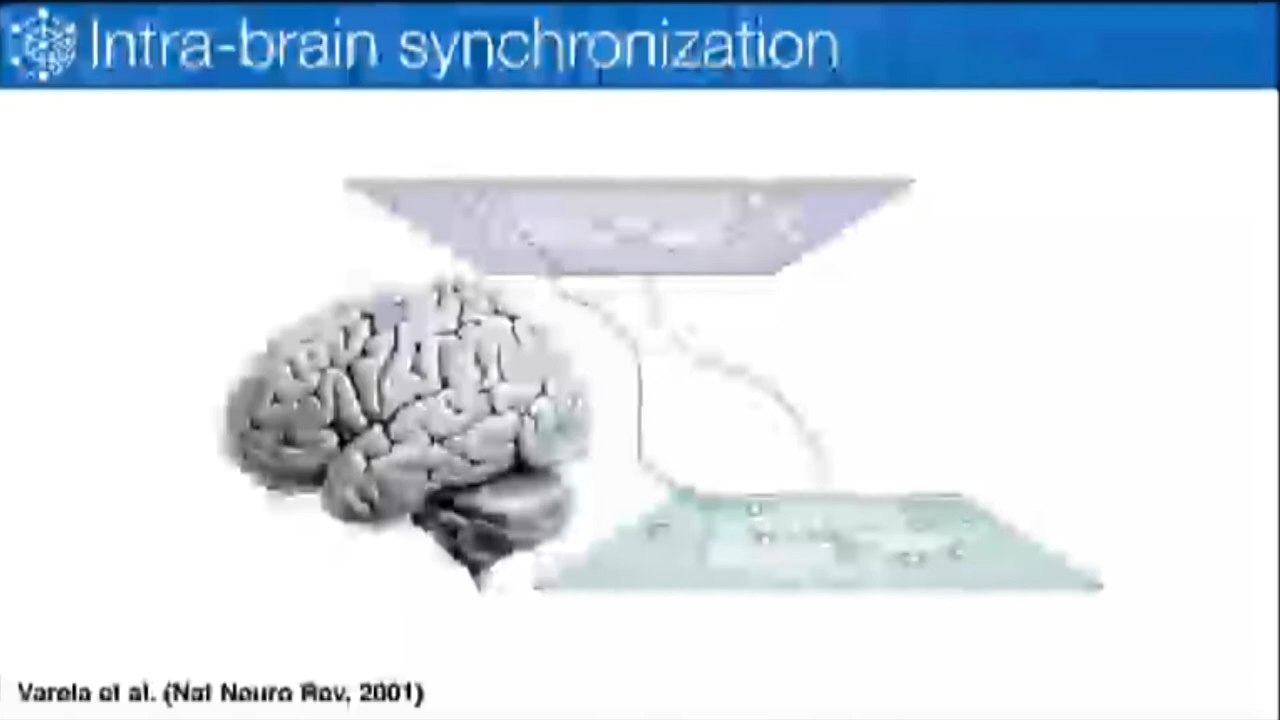 Intra-brain synchronization
Varela et al. (Nat Neuro Rev, 2001)